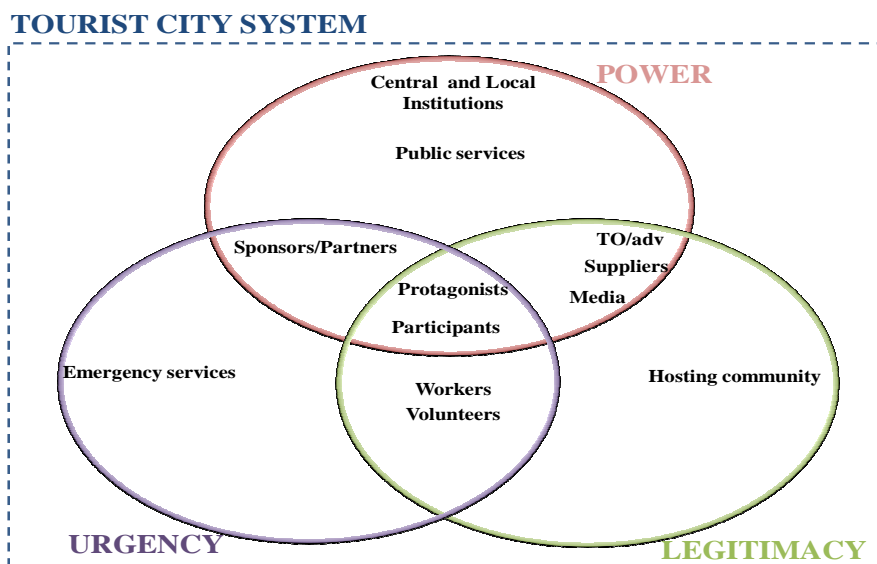 TOURIST CITY SYSTEM
POWER
Central and Local
Institutions
Public services
Sponsors/Partners
TO/adv
Suppliers
Protagonists
Media
Participants
Emergency services
Workers
Hosting community
Volunteers
URGENCY
LEGITIMACY